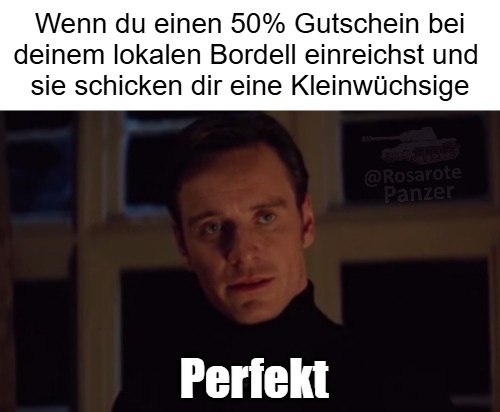 Wenn du einen 50% Gutschein bei
deinem lokalen Bordell einreichst und
sie schicken dir eine Kleinwüchsige
@Rosarote
Panzer
Perfekt